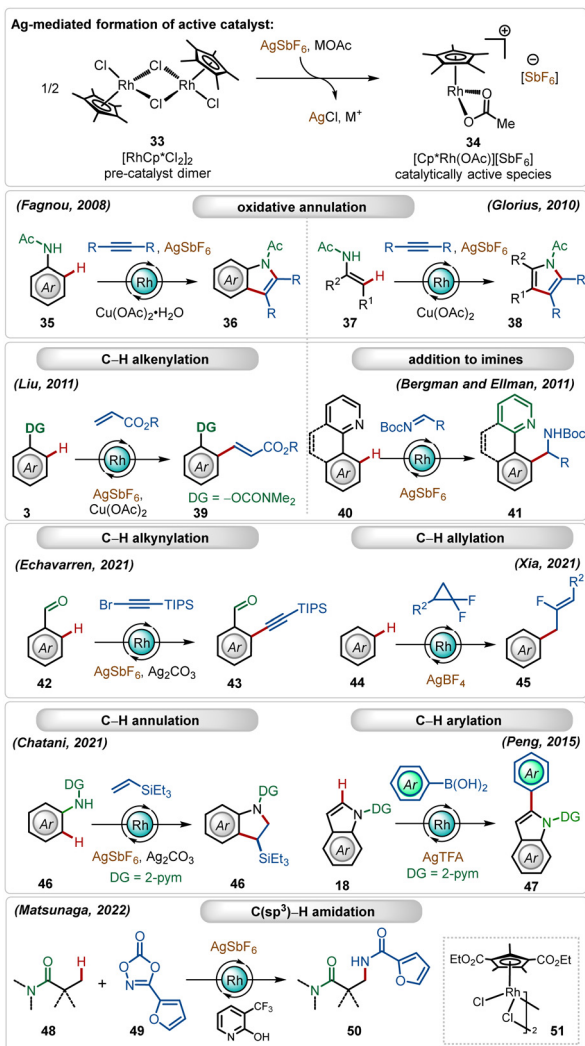 Ag-mediated formation of active catalyst:
1/2
Cl
Cl
Rh
Rh
Cl
Cl
AgSbF6, MOAc
AgCl, M+
Rh
O
O
Me
+
⊖
[SbF6]
33
34
[RhCp*Cl2]2
[Cp*Rh(OAc)][SbF6]
pre-catalyst dimer
catalytically active species
(Fagnou, 2008)
oxidative annulation
(Glorius, 2010)
Ac
NH
H
Ar
R
R
, AgSbF6
Rh
Cu(OAc)2•H2O
Ac
N
Ar
R
R
35
36
Ac
NH
R2
H
R1
R
R
, AgSbF6
Rh
Cu(OAc)2
Ac
R2
N
R
R1
R
37
38
C–H alkenylation
addition to imines
(Liu, 2011)
(Bergman and Ellman, 2011)
DG
H
Ar
CO2R
Rh
AgSbF6,
Cu(OAc)2
DG
CO2R
Ar
DG = –OCONMe2
3
39
N
H
Ar
BocN
R
Rh
AgSbF6
N
NHBoc
R
Ar
40
41
C–H alkynylation
C–H allylation
(Echavarren, 2021)
(Xia, 2021)
O
H
Ar
Br
TIPS
Rh
AgSbF6, Ag2CO3
O
TIPS
Ar
42
43
H
Ar
R2
F
F
Rh
AgBF4
R2
F
Ar
44
45
C–H annulation
C–H arylation
(Chatani, 2021)
(Peng, 2015)
DG
NH
Ar
H
SiEt3
Rh
AgSbF6, Ag2CO3
DG = 2-pym
DG
N
Ar
SiEt3
46
46
H
N
DG
Ar
Ar
B(OH)2
Rh
AgTFA
DG = 2-pym
Ar
N
DG
Ar
18
47
(Matsunaga, 2022)
C(sp3)–H amidation
O
H
N
+
O
O
O
N
O
AgSbF6
Rh
CF3
N
OH
O
N
HN
O
O
48
49
50
EtO2C
CO2Et
Rh
Cl
Cl
2
51